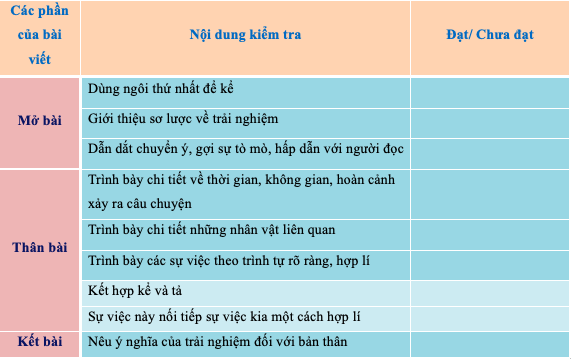 Các phần
của bài
viết
Nội dung kiểm tra
Đạt/ Chưa đạt
Mở bài
Dùng ngôi thứ nhất để kể
Giới thiệu sơ lược về trải nghiệm
Dẫn dắt chuyển ý, gợi sự tò mò, hấp dẫn với người đọc
Thân bài
Trình bày chi tiết về thời gian, không gian, hoàn cảnh
xảy ra câu chuyện
Trình bày chi tiết những nhân vật liên quan
Trình bày các sự việc theo trình tự rõ ràng, hợp lí
Kết hợp kể và tả
Sự việc này nối tiếp sự việc kia một cách hợp lí
Kết bài
Nêu ý nghĩa của trải nghiệm đối với bản thân